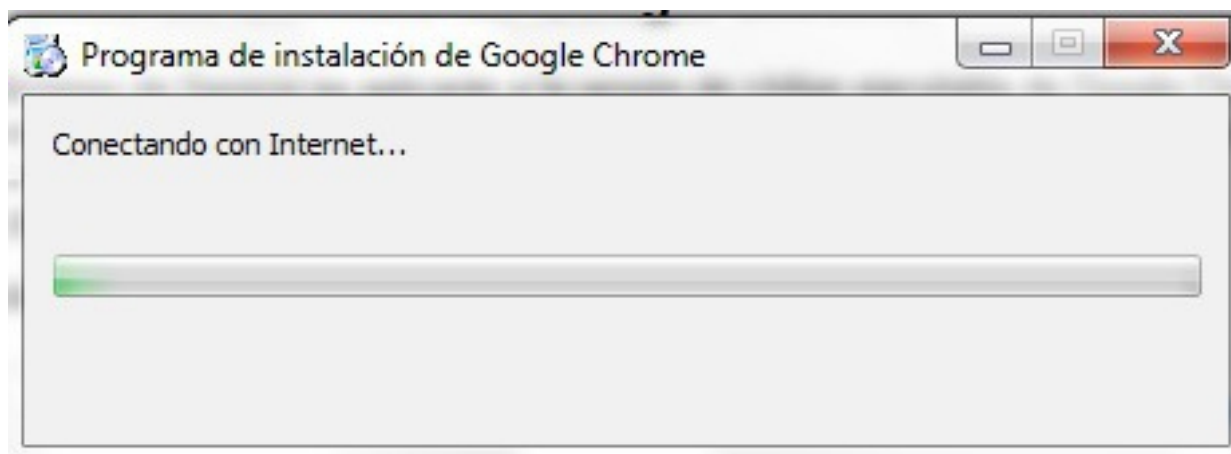 Programa de instalación de Google Chrome
Conectando con Internet...